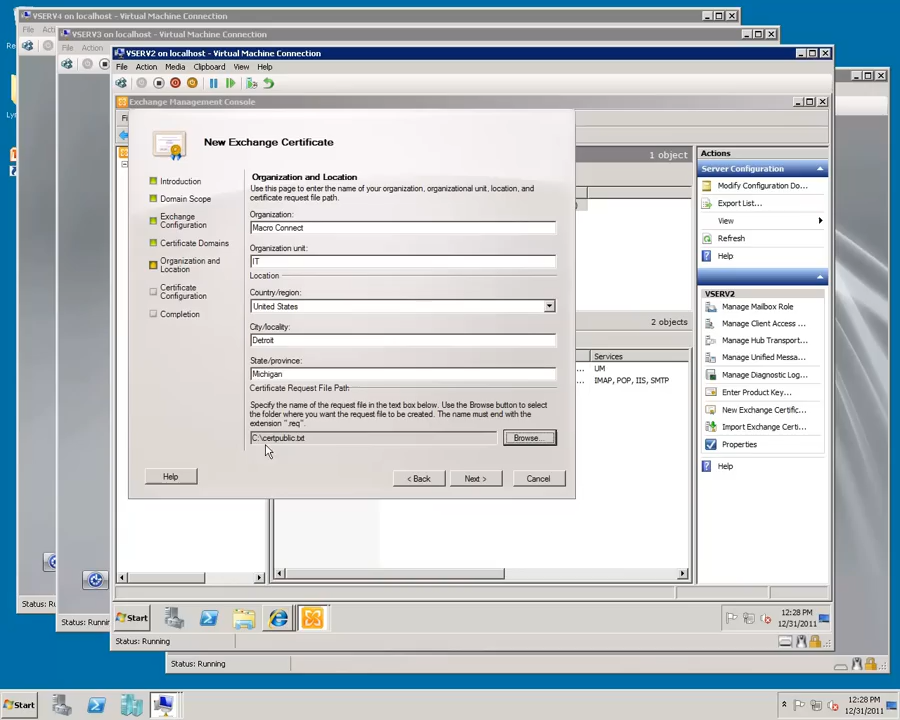 VSERV4 on localhost - Virtual Machine Connection
File
VSERV3 on localhost - Virtual Machine Connection
File Action
VSERV2 on localhost - Virtual Machine Connection
File Action Media Clipboard View Help
Exchange Management Console
New Exchange Certificate
Introduction
Domain Scope
Exchange
Configuration
Certificate Domains
Organization and
Location
Certificate
Configuration
Completion
Organization and Location
Use this page to enter the name of your organization, organizational unit, location, and
certificate request file path.
Organization:
Macro Connect
Organization unit:
IT
Location
Country/region:
United States
City/locality:
Detroit
State/province:
Michigan
Certificate Request File Path
Specify the name of the request file in the text box below. Use the Browse button to select
the folder where you want the request file to be created. The name must end with the
extension ".req".
C:\certpublic.txt
Browse...
Help
< Back
Next >
Cancel
1 object
2 objects
Services
UM
IMAP, POP, IIS, SMTP
Actions
Server Configuration
Modify Configuration Do...
Export List...
View
Refresh
Help
VSERV2
Manage Mailbox Role
Manage Client Access ...
Manage Hub Transport...
Manage Unified Messa...
Manage Diagnostic Log...
Enter Product Key...
New Exchange Certific...
Import Exchange Certi...
Properties
Help
Start
12:28 PM
12/31/2011
Status: Running
Status: Running
Start
12:28 PM
12/31/2011